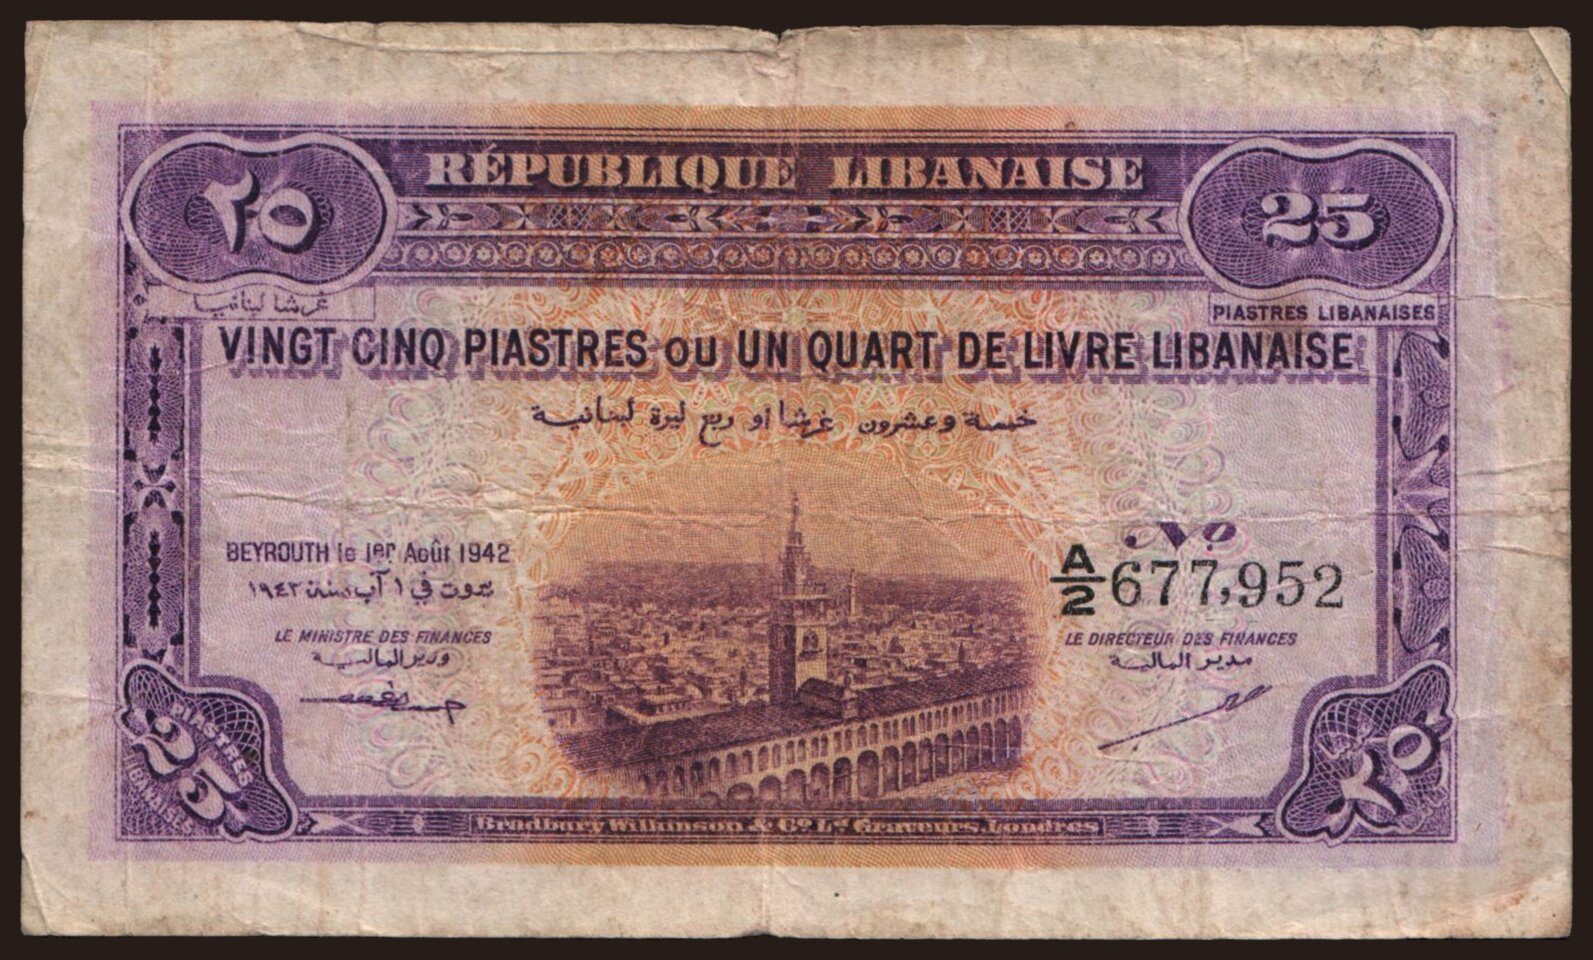 RÉPUBLIQUE LIBANAISE
٢٥
25
غرشا لبنانيا
PIASTRES LIBANAISES
VINGT CINQ PIASTRES OU UN QUART DE LIVRE LIBANAISE
خمسة وعشرون غرشا أو ربع ليرة لبنانية
BEYROUTH le 1er Août 1942
بيروت في ١ آب سنة ١٩٤٢
No
A/2 677,952
LE MINISTRE DES FINANCES
وزير المالية
LE DIRECTEUR DES FINANCES
مدير المالية
25
PIASTRES
LIBANAISES
٢٥
Bradbury Wilkinson & Co Ld Graveurs, Londres